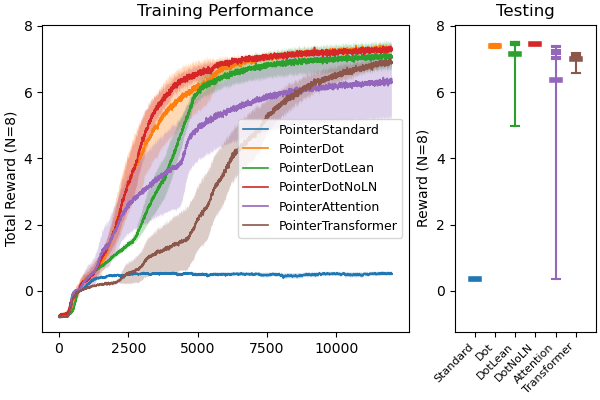 Training Performance
Total Reward (N=8)
8
6
4
2
0
0
2500
5000
7500
10000
PointerStandard
PointerDot
PointerDotLean
PointerDotNoLN
PointerAttention
PointerTransformer
Testing
Reward (N=8)
8
6
4
2
0
Standard
Dot
DotLean
DotNoLN
Attention
Transformer